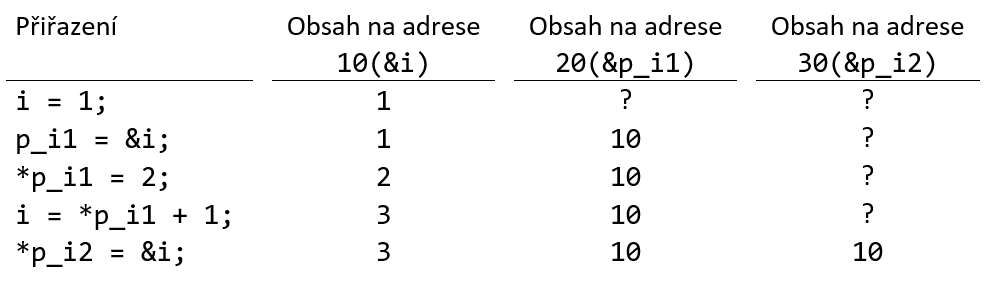 Přiřazení Obsah na adrese Obsah na adrese Obsah na adrese
10(&i) 20(&p_i1) 30(&p_i2)
i = 1; 1 ? ?
p_i1 = &i; 1 10 ?
*p_i1 = 2; 2 10 ?
i = *p_i1 + 1; 3 10 ?
*p_i2 = &i; 3 10 10